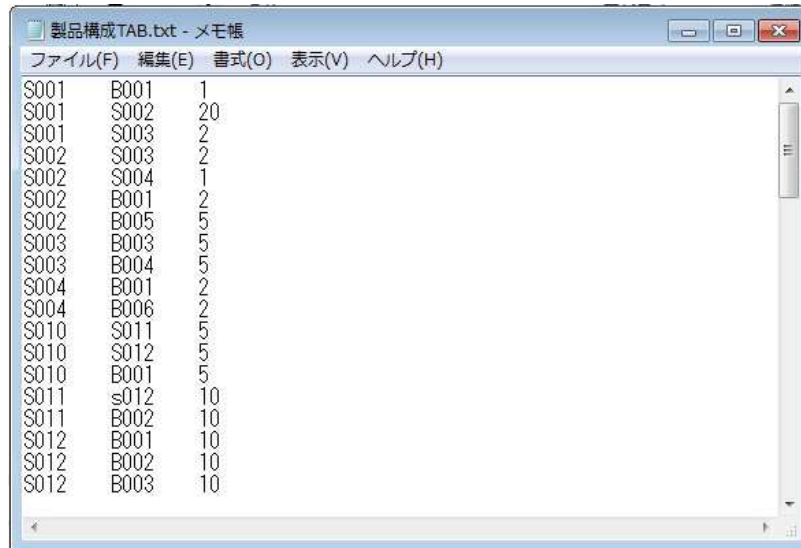 製品構成TAB.txt - メモ帳
ファイル(F) 編集(E) 書式(O) 表示(V) ヘルプ(H)
S001 B001 1
S001 S002 20
S001 S003 2
S002 S003 2
S002 S004 1
S002 B001 2
S002 B005 5
S003 B003 5
S003 B004 5
S004 B001 2
S004 B006 2
S010 S011 5
S010 S012 5
S010 B001 5
S011 s012 10
S011 B002 10
S012 B001 10
S012 B002 10
S012 B003 10